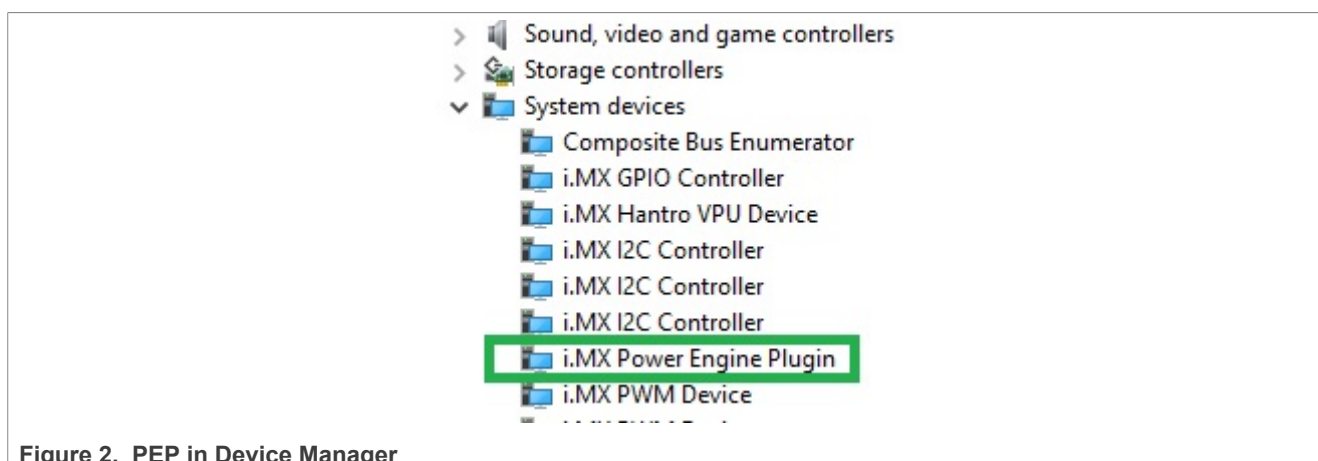 Sound, video and game controllers
Storage controllers
System devices
Composite Bus Enumerator
i.MX GPIO Controller
i.MX Hantro VPU Device
i.MX I2C Controller
i.MX I2C Controller
i.MX I2C Controller
i.MX Power Engine Plugin
i.MX PWM Device
Figure 2. PEP in Device Manager